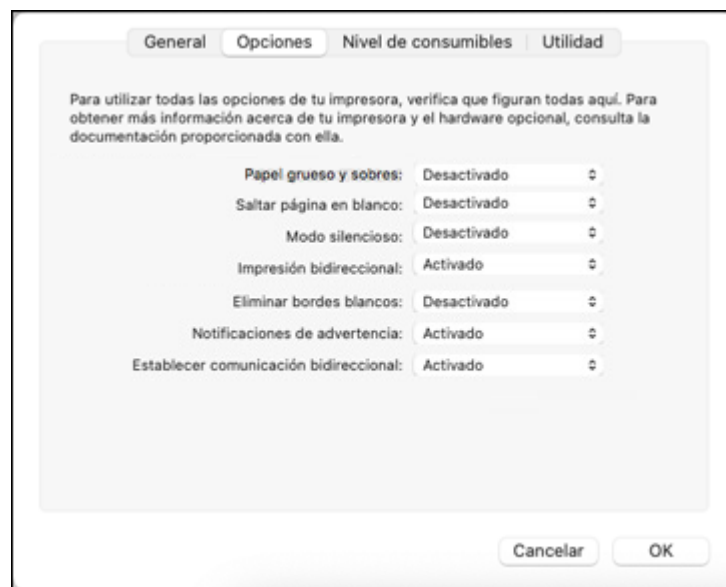 General Opciones Nivel de consumibles Utilidad
Para utilizar todas las opciones de tu impresora, verifica que figuran todas aquí. Para
obtener más información acerca de tu impresora y el hardware opcional, consulta la
documentación proporcionada con ella.
Papel grueso y sobres: Desactivado
Saltar página en blanco: Desactivado
Modo silencioso: Desactivado
Impresión bidireccional: Activado
Eliminar bordes blancos: Desactivado
Notificaciones de advertencia: Activado
Establecer comunicación bidireccional: Activado
Cancelar OK